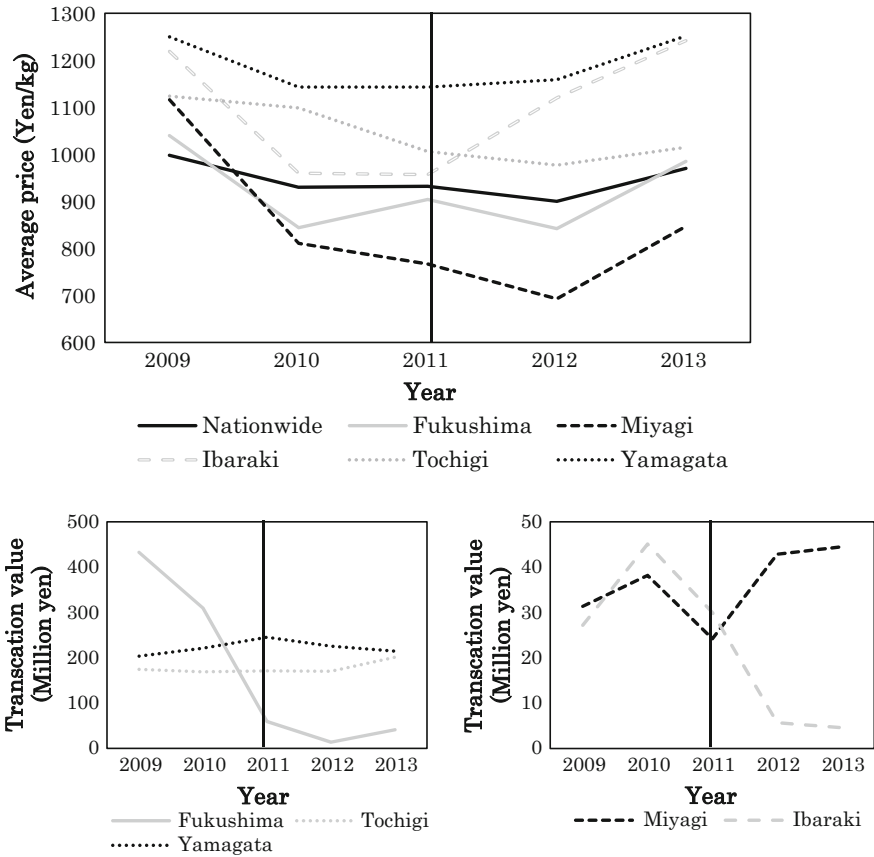 1300
1200
1100
1000
900
800
700
600
Average price (Yen/kg)
2009 2010 2011 2012 2013
Year
Nationwide Fukushima Miyagi
Ibaraki Tochigi Yamagata
500
400
300
200
100
0
Transcation value
(Million yen)
2009 2010 2011 2012 2013
Year
Fukushima Tochigi
Yamagata
50
40
30
20
10
0
Transcation value
(Million yen)
2009 2010 2011 2012 2013
Year
Miyagi Ibaraki